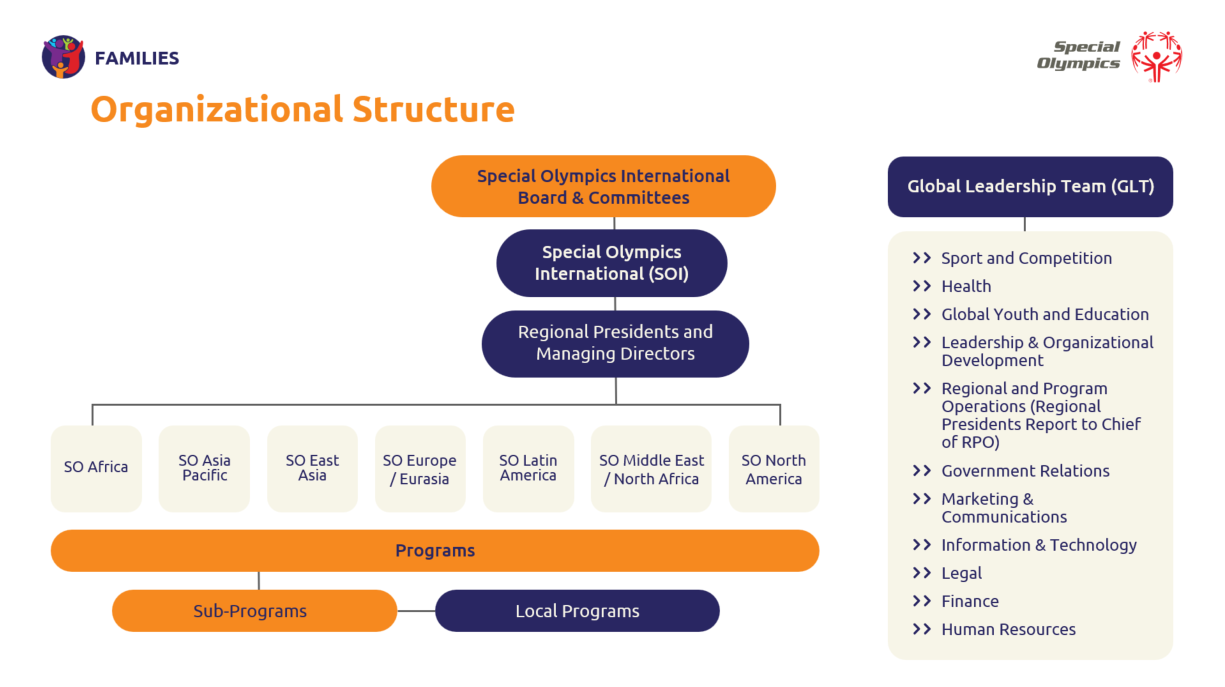 FAMILIES
Special
Olympics
Organizational Structure
Special Olympics International
Board & Committees
Special Olympics
International (SOI)
Regional Presidents and
Managing Directors
SO Africa
SO Asia
Pacific
SO East
Asia
SO Europe
/ Eurasia
SO Latin
America
SO Middle East
/ North Africa
SO North
America
Programs
Sub-Programs
Local Programs
Global Leadership Team (GLT)
Sport and Competition
Health
Global Youth and Education
Leadership & Organizational
Development
Regional and Program
Operations (Regional
Presidents Report to Chief
of RPO)
Government Relations
Marketing &
Communications
Information & Technology
Legal
Finance
Human Resources